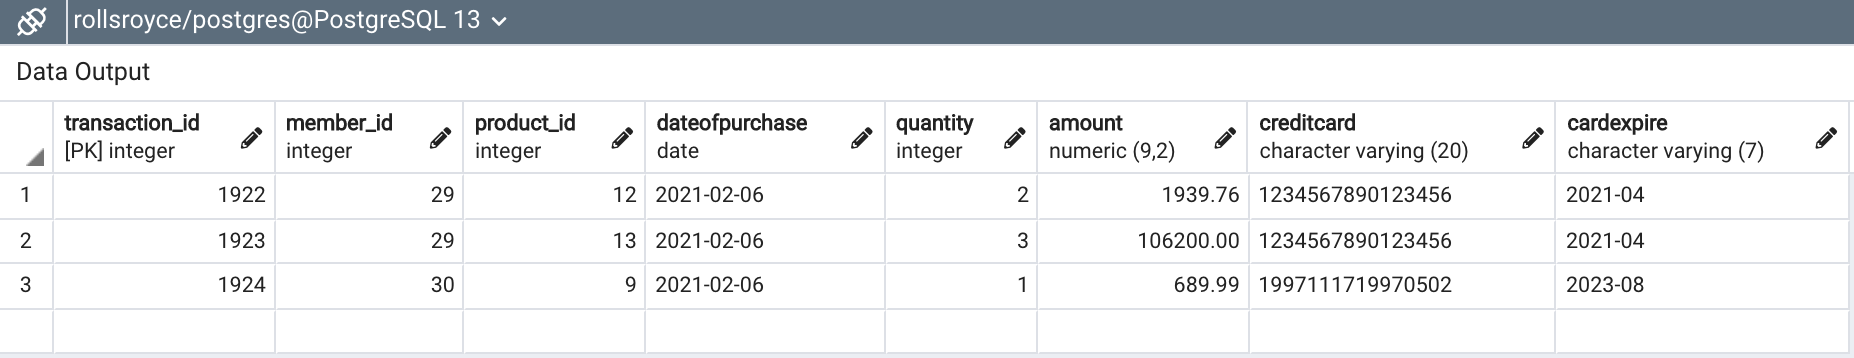 rollsroyce/postgres@PostgreSQL 13
Data Output
transaction_id member_id product_id dateofpurchase quantity amount creditcard cardexpire
[PK] integer integer integer date integer numeric (9,2) character varying (20) character varying (7)
1 1922 29 12 2021-02-06 2 1939.76 1234567890123456 2021-04
2 1923 29 13 2021-02-06 3 106200.00 1234567890123456 2021-04
3 1924 30 9 2021-02-06 1 689.99 1997111719970502 2023-08